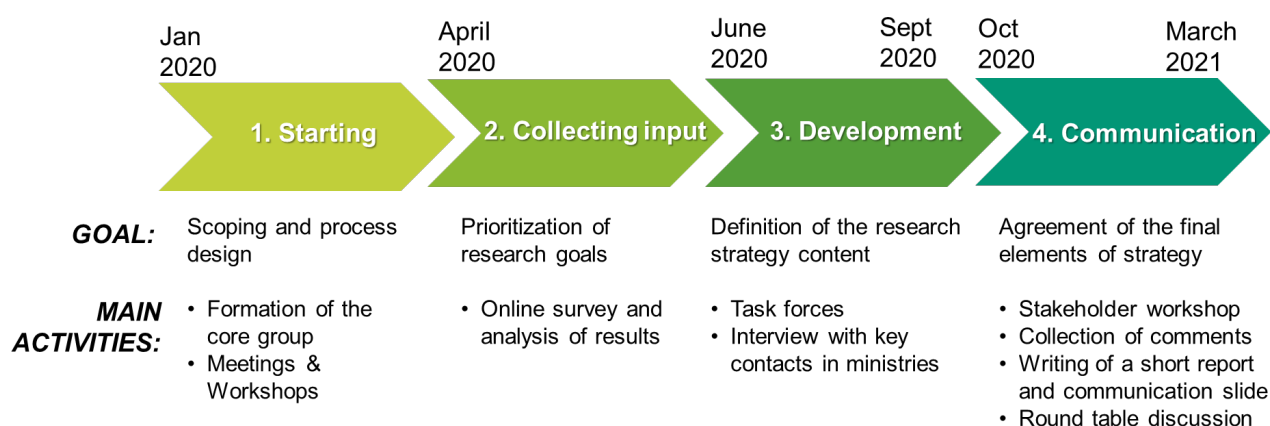 Jan
2020
April
2020
June
2020
Sept
2020
Oct
2020
March
2021
1. Starting
2. Collecting input
3. Development
4. Communication
GOAL:
Scoping and process
design
Prioritization of
research goals
Definition of the research
strategy content
Agreement of the final
elements of strategy
MAIN
ACTIVITIES:
• Formation of the
core group
• Meetings &
Workshops
• Online survey and
analysis of results
• Task forces
• Interview with key
contacts in ministries
• Stakeholder workshop
• Collection of comments
• Writing of a short report
and communication slide
• Round table discussion